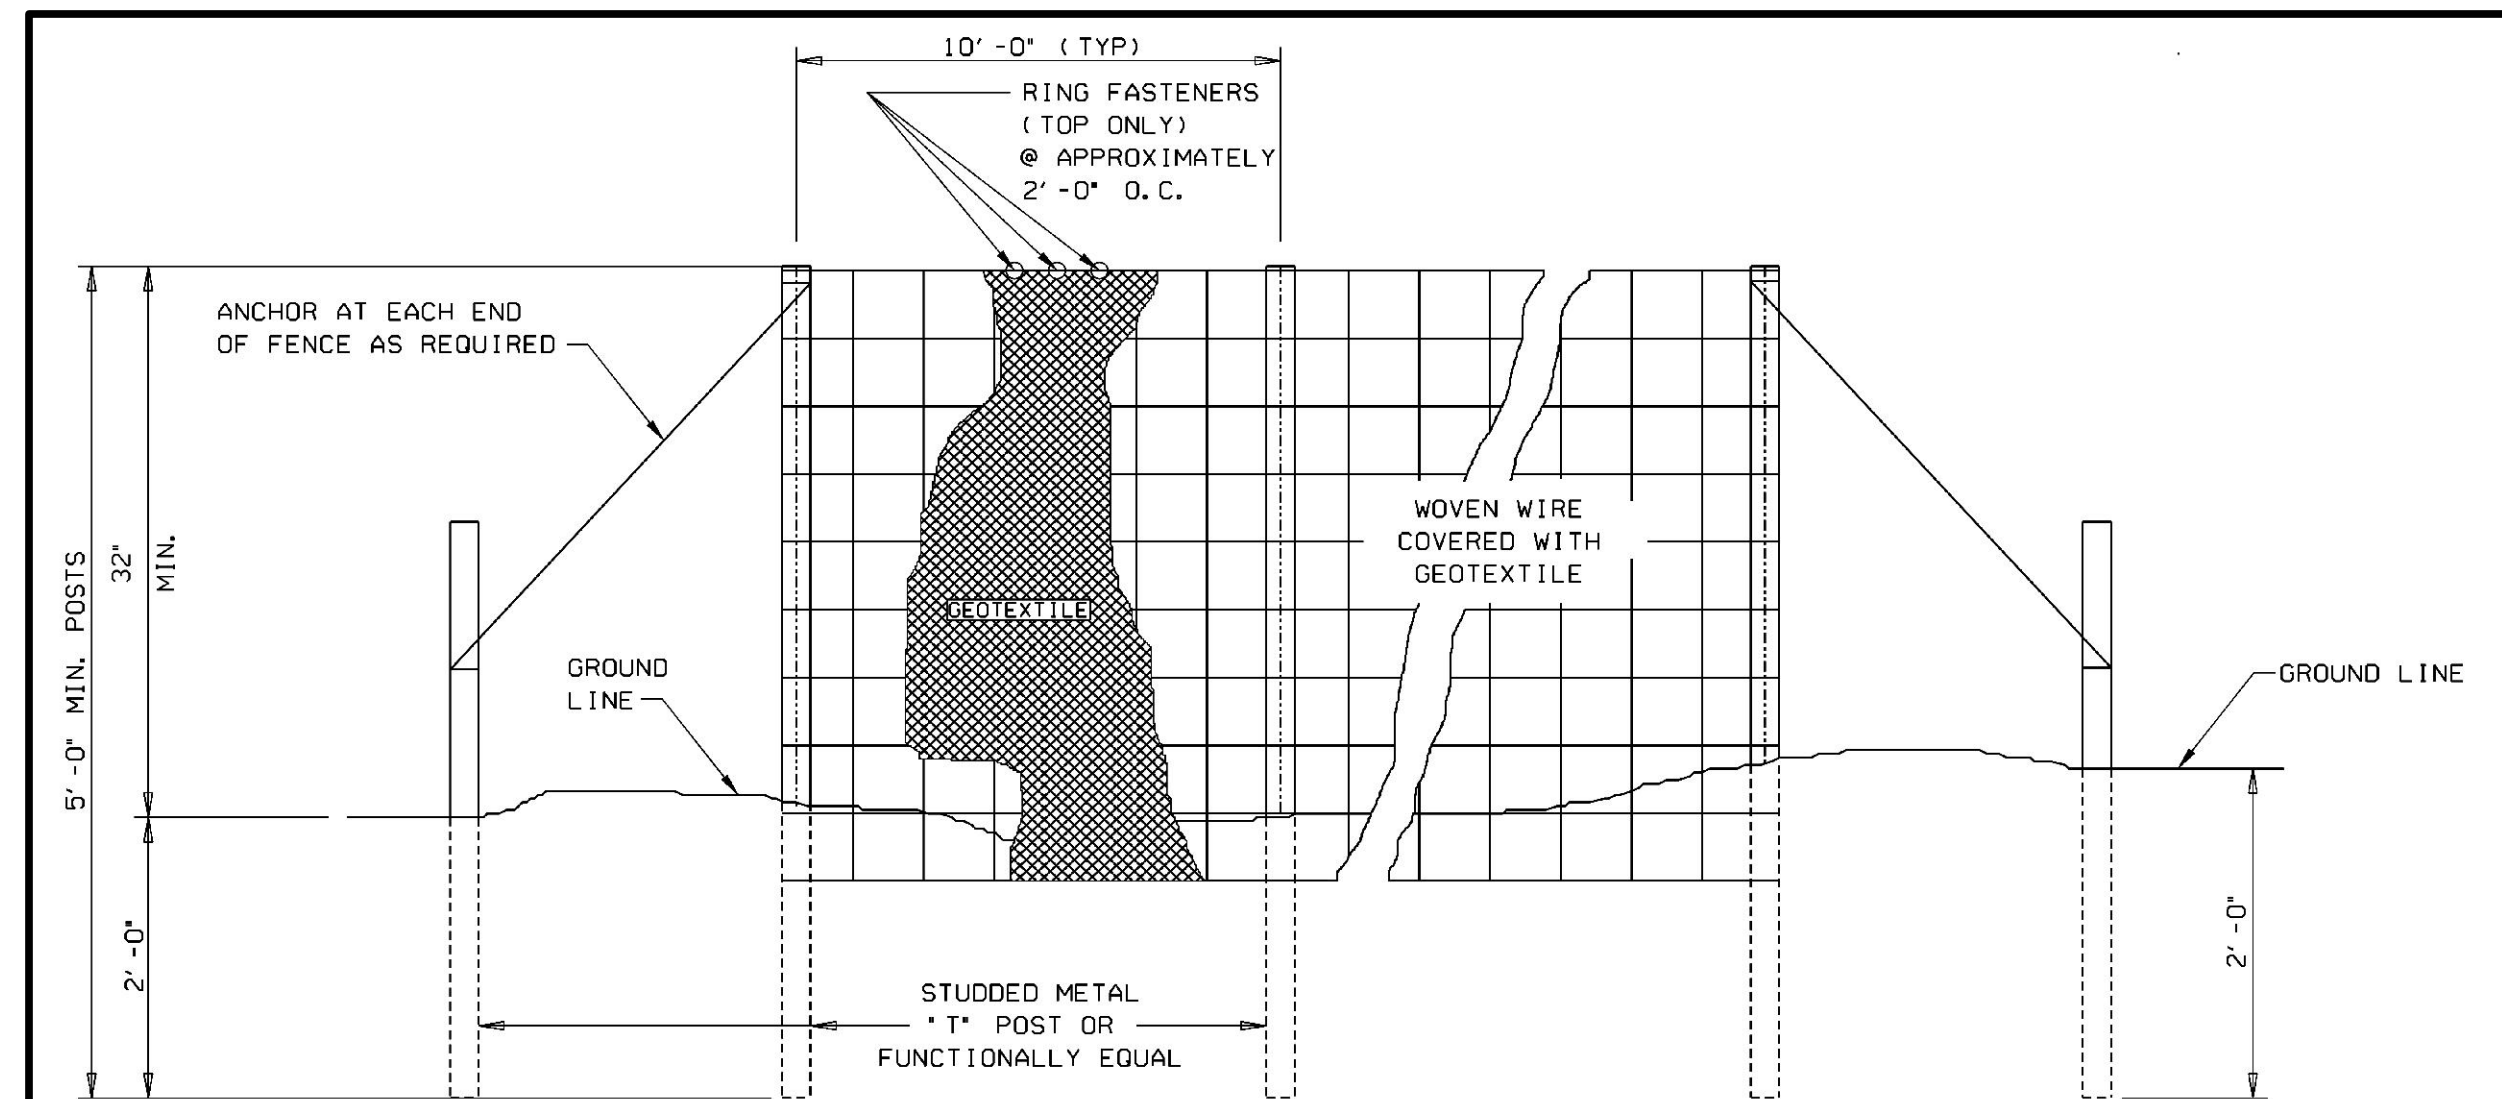 10'-0" (TYP)
RING FASTENERS
(TOP ONLY)
@ APPROXIMATELY
2'-0" O.C.
ANCHOR AT EACH END
OF FENCE AS REQUIRED
5'-0" MIN. POSTS
32"
MIN.
WOVEN WIRE
COVERED WITH
GEOTEXTILE
GEOTEXTILE
GROUND
LINE
GROUND LINE
2'-0"
2'-0"
STUDDED METAL
"T" POST OR
FUNCTIONALLY EQUAL